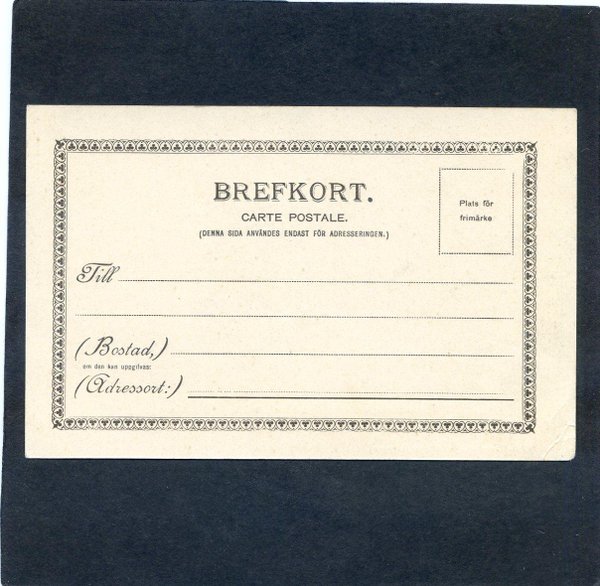 BREFKORT.
CARTE POSTALE.
(DENNA SIDA ANVÄNDES ENDAST FÖR ADRESSERINGEN.)
Plats för
frimärke
Till
(Bostad,)
om den kan uppgifvas:
(Adressort:)